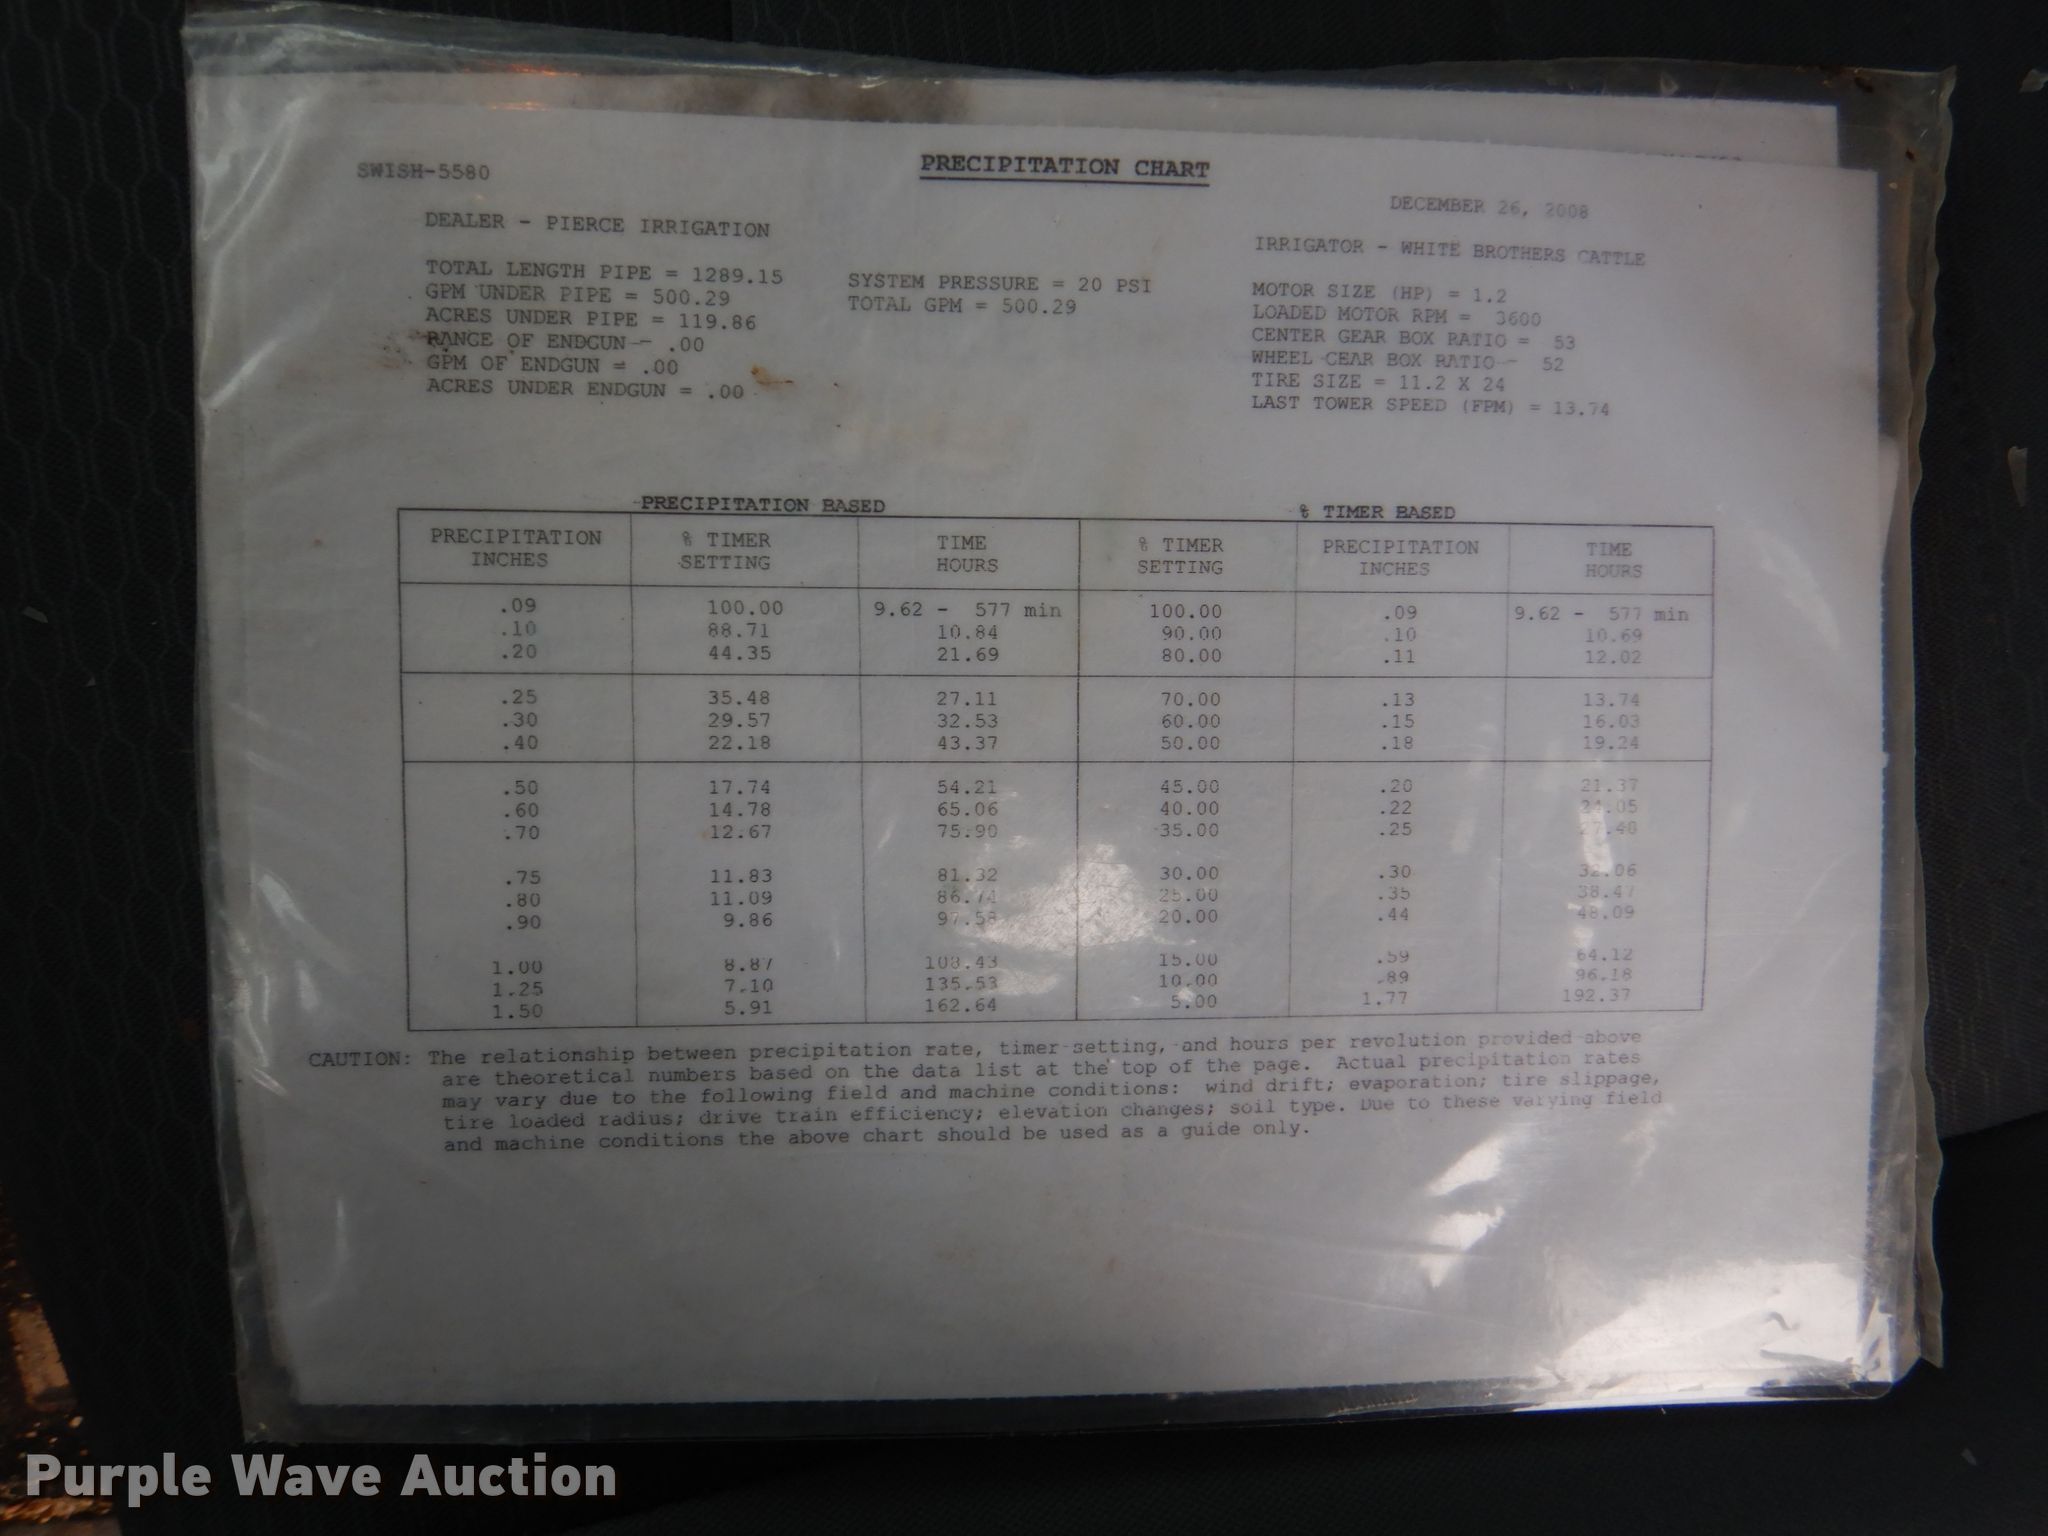 PRECIPITATION CHART
SWISH-5580
DECEMBER 26, 2008
DEALER - PIERCE IRRIGATION
IRRIGATOR - WHITE BROTHERS CATTLE
TOTAL LENGTH PIPE = 1289.15
GPM UNDER PIPE = 500.29
ACRES UNDER PIPE = 119.86
RANGE OF ENDGUN = .00
GPM OF ENDGUN = .00
ACRES UNDER ENDGUN = .00
SYSTEM PRESSURE = 20 PSI
TOTAL GPM = 500.29
MOTOR SIZE (HP) = 1.2
LOADED MOTOR RPM = 3600
CENTER GEAR BOX RATIO = 53
WHEEL GEAR BOX RATIO = 52
TIRE SIZE = 11.2 X 24
LAST TOWER SPEED (FPM) = 13.74
PRECIPITATION BASED % TIMER BASED
PRECIPITATION INCHES % TIMER SETTING TIME HOURS % TIMER SETTING PRECIPITATION INCHES TIME HOURS
.09 100.00 9.62 - 577 min 100.00 .09 9.62 - 577 min
.10 88.71 10.84 90.00 .10 10.69
.20 44.35 21.69 80.00 .11 12.02
.25 35.48 27.11 70.00 .13 13.74
.30 29.57 32.53 60.00 .15 16.03
.40 22.18 43.37 50.00 .18 19.24
.50 17.74 54.21 45.00 .20 21.37
.60 14.78 65.06 40.00 .22 24.05
.70 12.67 75.90 35.00 .25 27.48
.75 11.83 81.32 30.00 .30 32.06
.80 11.09 86.74 25.00 .35 38.47
.90 9.86 97.58 20.00 .44 48.09
1.00 8.87 108.43 15.00 .59 64.12
1.25 7.10 135.53 10.00 .89 96.18
1.50 5.91 162.64 5.00 1.77 192.37
CAUTION: The relationship between precipitation rate, timer setting, and hours per revolution provided above
are theoretical numbers based on the data list at the top of the page. Actual precipitation rates
may vary due to the following field and machine conditions: wind drift; evaporation; tire slippage,
tire loaded radius; drive train efficiency; elevation changes; soil type. Due to these varying field
and machine conditions the above chart should be used as a guide only.
Purple Wave Auction